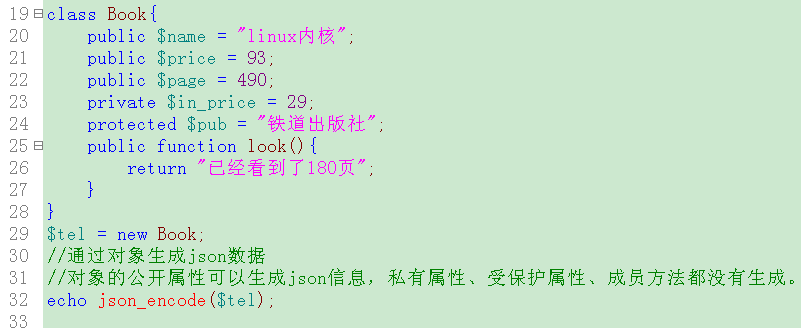 19 class Book{
20     public $name = "linux内核";
21     public $price = 93;
22     public $page = 490;
23     private $in_price = 29;
24     protected $pub = "铁道出版社";
25     public function look(){
26         return "已经看到了180页";
27     }
28 }
29 $tel = new Book;
30 //通过对象生成json数据
31 //对象的公开属性可以生成json信息，私有属性、受保护属性、成员方法都没有生成。
32 echo json_encode($tel);
33